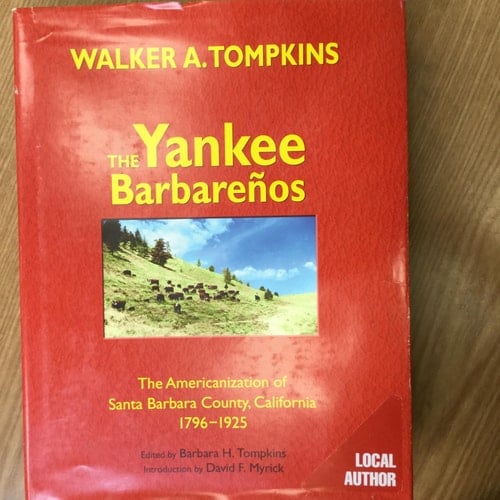 WALKER A. TOMPKINS
THE Yankee
Barbareños
The Americanization of
Santa Barbara County, California
1796–1925
Edited by Barbara H. Tompkins
Introduction by David F. Myrick
LOCAL
AUTHOR